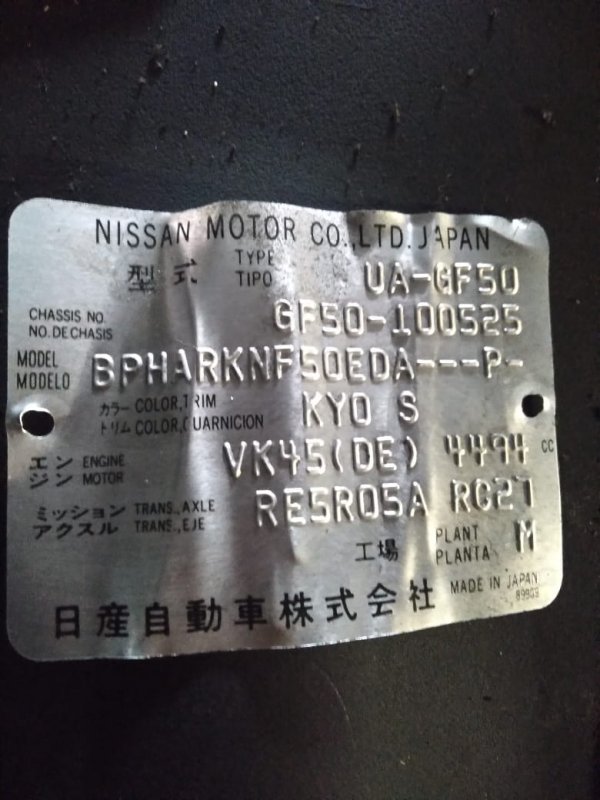 NISSAN MOTOR CO.,LTD. JAPAN
型式 TYPE TIPO UA-GF50
CHASSIS NO. NO.DE CHASIS GF50-100525
MODEL MODELO BPHARKNF50EDA---P-
カラー COLOR,TRIM KY0 S
トリム COLOR,GUARNICION
エンジン ENGINE MOTOR VK45(DE) 4494 CC
ミッション TRANS.,AXLE RE5R05A RC27
アクスル TRANS.,EJE
工場 PLANT PLANTA M
MADE IN JAPAN
日産自動車株式会社